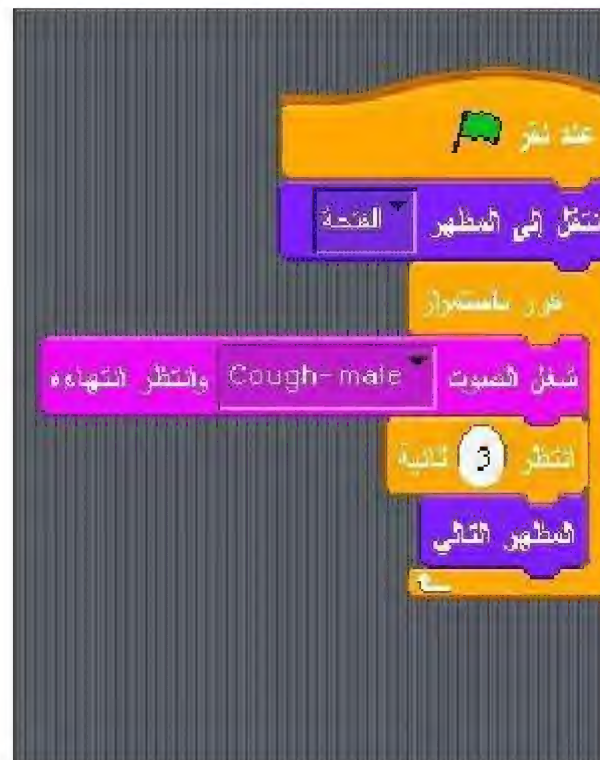 عند نقر
انتقل إلى المظهر الفتحة
كرر باستمرار
شغل الصوت Cough-male وانتظر انتهاءه
انتظر 3 ثانية
المظهر التالي